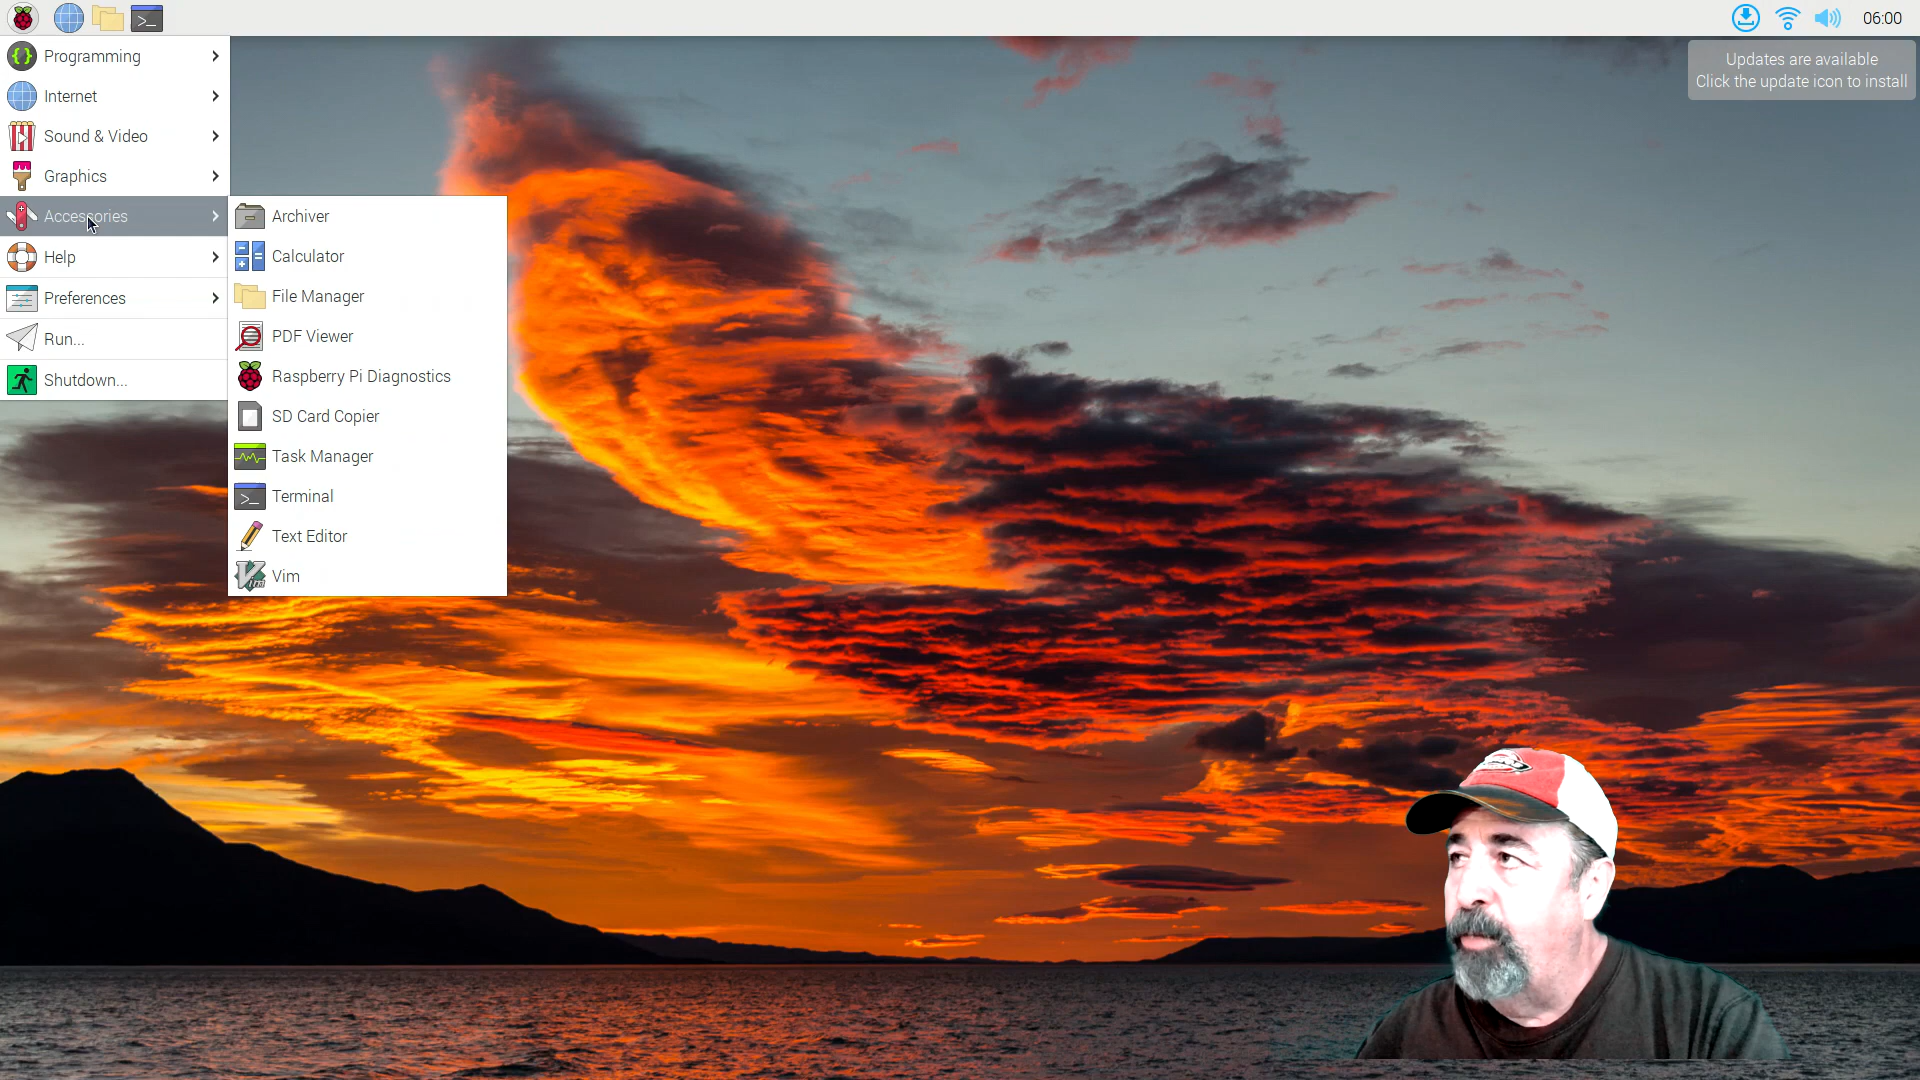 06:00
Updates are available
Click the update icon to install
Programming
Internet
Sound & Video
Graphics
Accessories
Help
Preferences
Run...
Shutdown...
Archiver
Calculator
File Manager
PDF Viewer
Raspberry Pi Diagnostics
SD Card Copier
Task Manager
Terminal
Text Editor
Vim